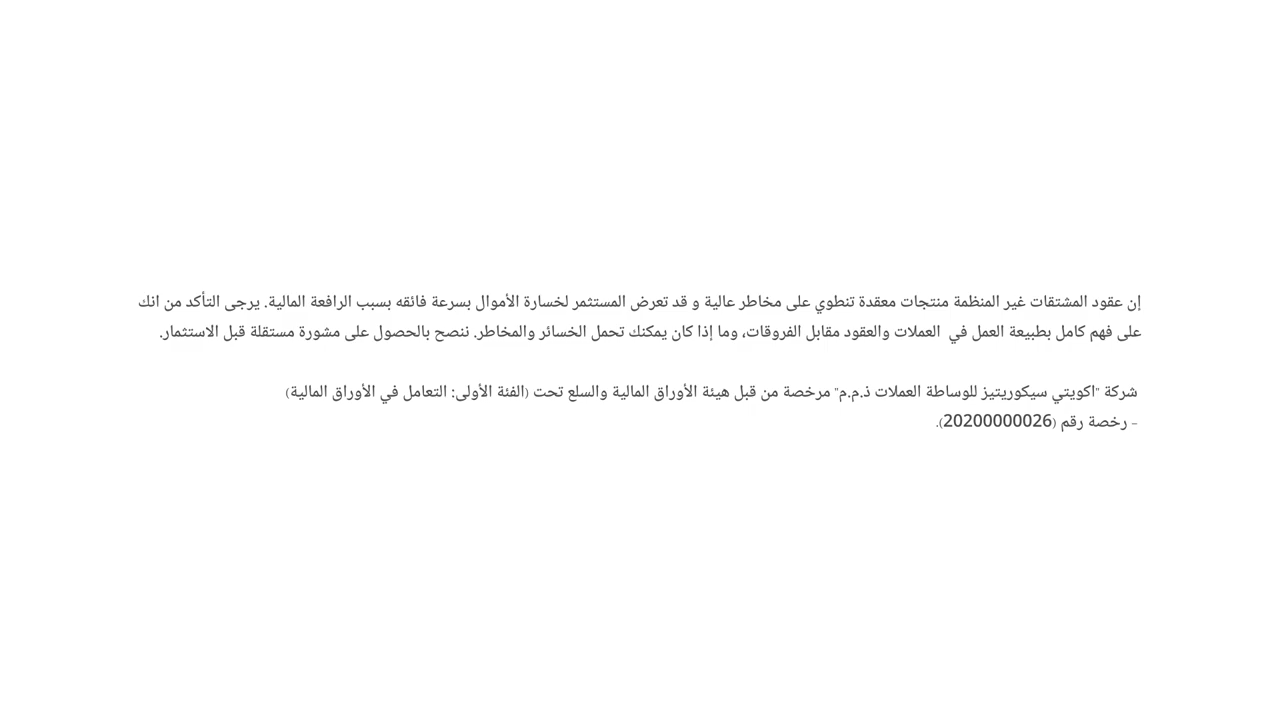 إن عقود المشتقات غير المنظمة منتجات معقدة تنطوي على مخاطر عالية و قد تعرض المستثمر لخسارة الأموال بسرعة فائقه بسبب الرافعة المالية. يرجى التأكد من انك
على فهم كامل بطبيعة العمل في العملات والعقود مقابل الفروقات، وما إذا كان يمكنك تحمل الخسائر والمخاطر. ننصح بالحصول على مشورة مستقلة قبل الاستثمار.
شركة "اكويتي سيكوريتيز للوساطة العملات ذ.م.م" مرخصة من قبل هيئة الأوراق المالية والسلع تحت (الفئة الأولى: التعامل في الأوراق المالية)
– رخصة رقم (20200000026).